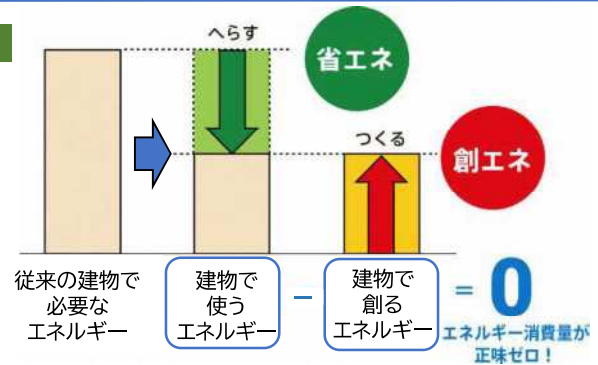 へらす
省エネ
つくる
創エネ
従来の建物で
必要な
エネルギー
建物で
使う
エネルギー
−
建物で
創る
エネルギー
= 0
エネルギー消費量が
正味ゼロ！